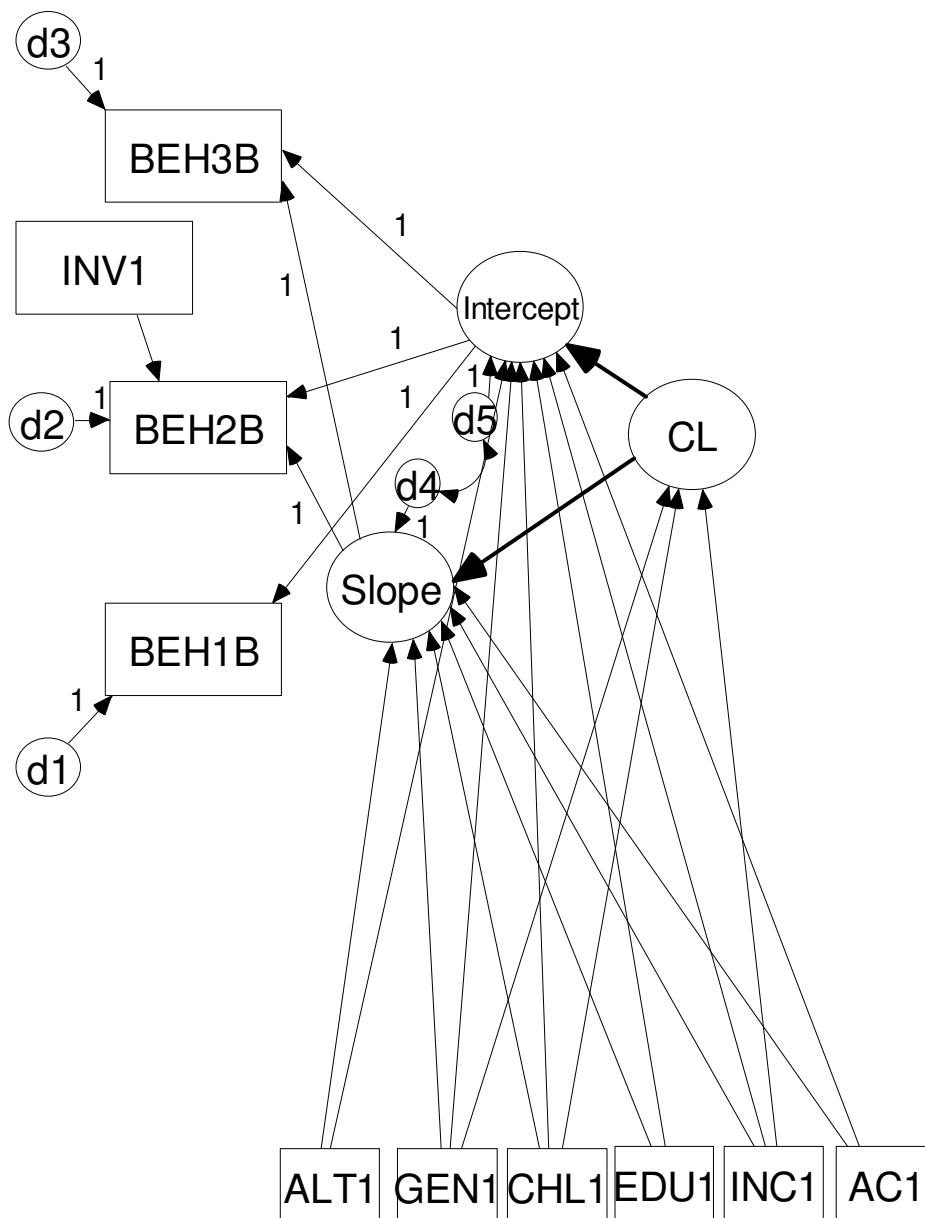 d3
1
BEH3B
1
INV1
1
Intercept
1
1
1
d2
1
BEH2B
d5
CL
d4
1
1
Slope
BEH1B
1
d1
ALT1
GEN1
CHL1
EDU1
INC1
AC1